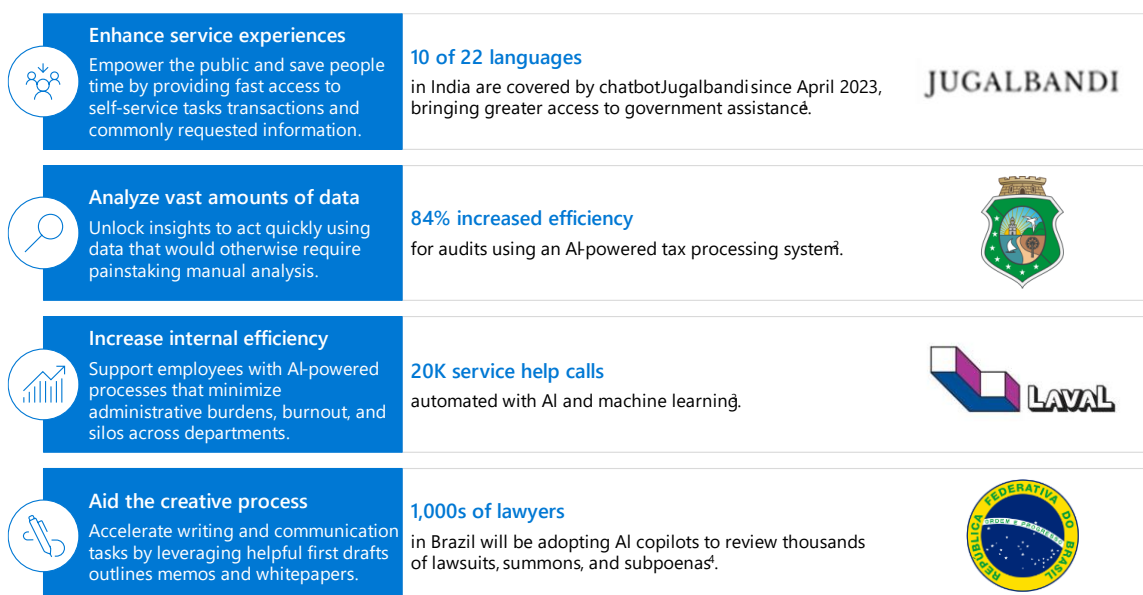 Enhance service experiences
Empower the public and save people
time by providing fast access to
self-service tasks transactions and
commonly requested information.
10 of 22 languages
in India are covered by chatbot Jugalbandi since April 2023,
bringing greater access to government assistance1.
JUGALBANDI
Analyze vast amounts of data
Unlock insights to act quickly using
data that would otherwise require
painstaking manual analysis.
84% increased efficiency
for audits using an AI-powered tax processing system2.
Increase internal efficiency
Support employees with AI-powered
processes that minimize
administrative burdens, burnout, and
silos across departments.
20K service help calls
automated with AI and machine learning3.
LAVAL
Aid the creative process
Accelerate writing and communication
tasks by leveraging helpful first drafts
outlines memos and whitepapers.
1,000s of lawyers
in Brazil will be adopting AI copilots to review thousands
of lawsuits, summons, and subpoenas4.
REPÚBLICA FEDERATIVA DO BRASIL
ORDEM E PROGRESSO